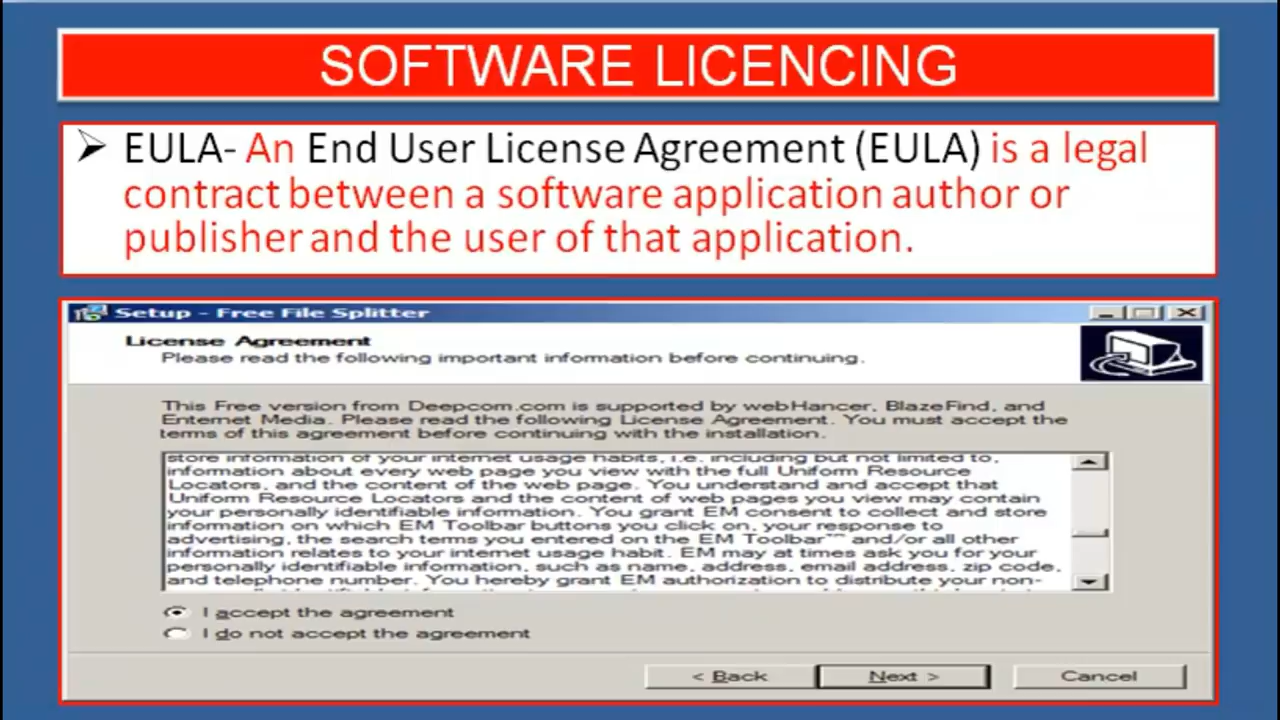 SOFTWARE LICENCING
EULA- An End User License Agreement (EULA) is a legal
contract between a software application author or
publisher and the user of that application.
Setup - Free File Splitter
License Agreement
Please read the following important information before continuing.
This Free version from Deepcom.com is supported by webHancer, BlazeFind, and
Enternet Media. Please read the following License Agreement. You must accept the
terms of this agreement before continuing with the installation.
store information of your internet usage habits, i.e. including but not limited to,
information about every web page you view with the full Uniform Resource
Locators, and the content of the web page. You understand and accept that
Uniform Resource Locators and the content of web pages you view may contain
your personally identifiable information. You grant EM consent to collect and store
information on which EM Toolbar buttons you click on, your response to
advertising, the search terms you entered on the EM Toolbar™ and/or all other
information relates to your internet usage habit. EM may at times ask you for your
personally identifiable information, such as name, address, email address, zip code,
and telephone number. You hereby grant EM authorization to distribute your non-
I accept the agreement
I do not accept the agreement
< Back
Next >
Cancel